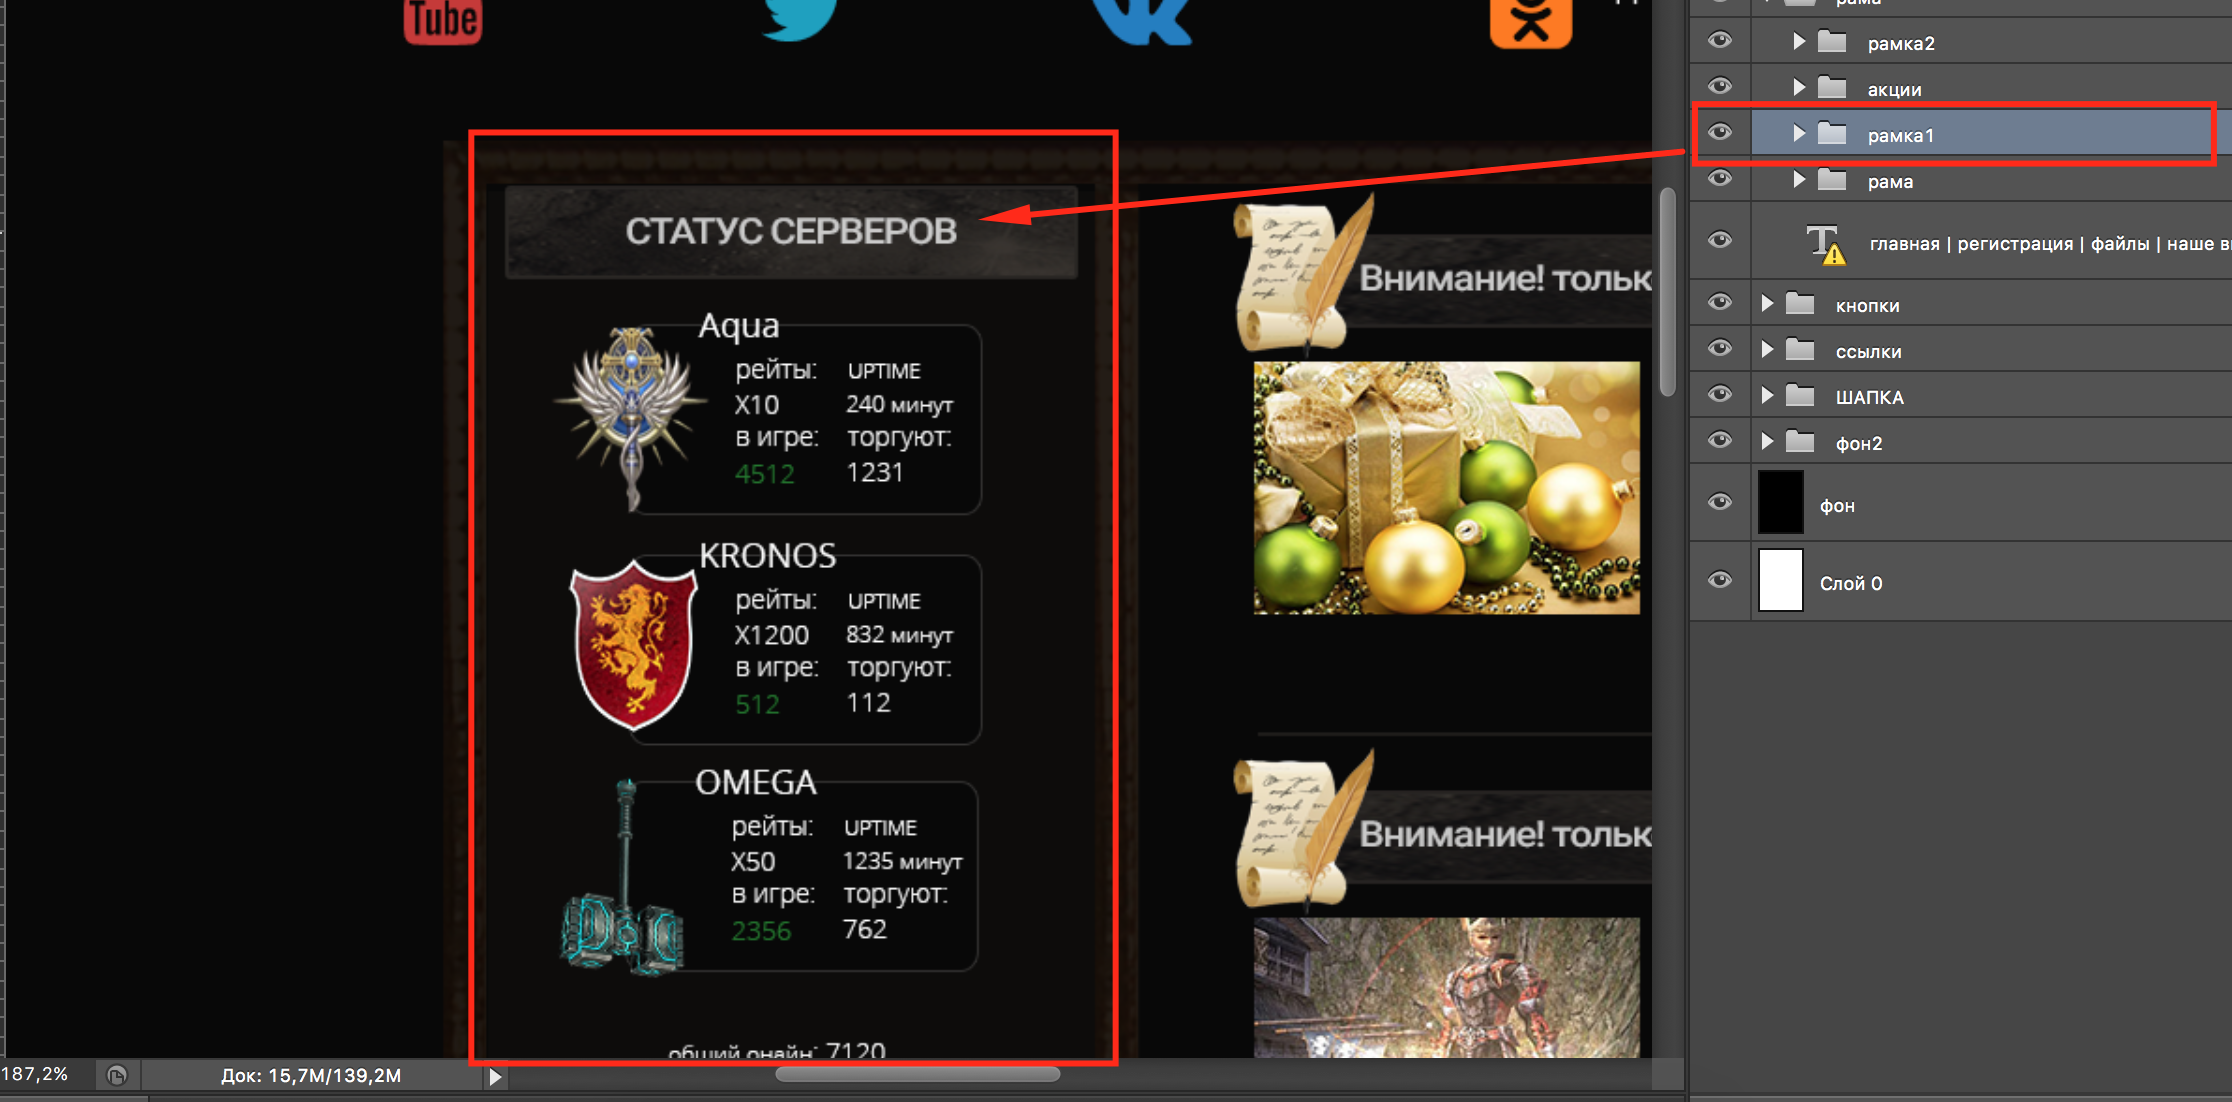 Tube
рамка2
акции
рамка1
рама
главная | регистрация | файлы | наше
кнопки
ссылки
ШАПКА
фон2
фон
Слой 0
СТАТУС СЕРВЕРОВ
Aqua
рейты: UPTIME
X10 240 минут
в игре: торгуют:
4512 1231
KRONOS
рейты: UPTIME
X1200 832 минут
в игре: торгуют:
512 112
OMEGA
рейты: UPTIME
X50 1235 минут
в игре: торгуют:
2356 762
общий онайн: 7120
Внимание! тольк
Внимание! тольк
187,2%
Док: 15,7M/139,2M